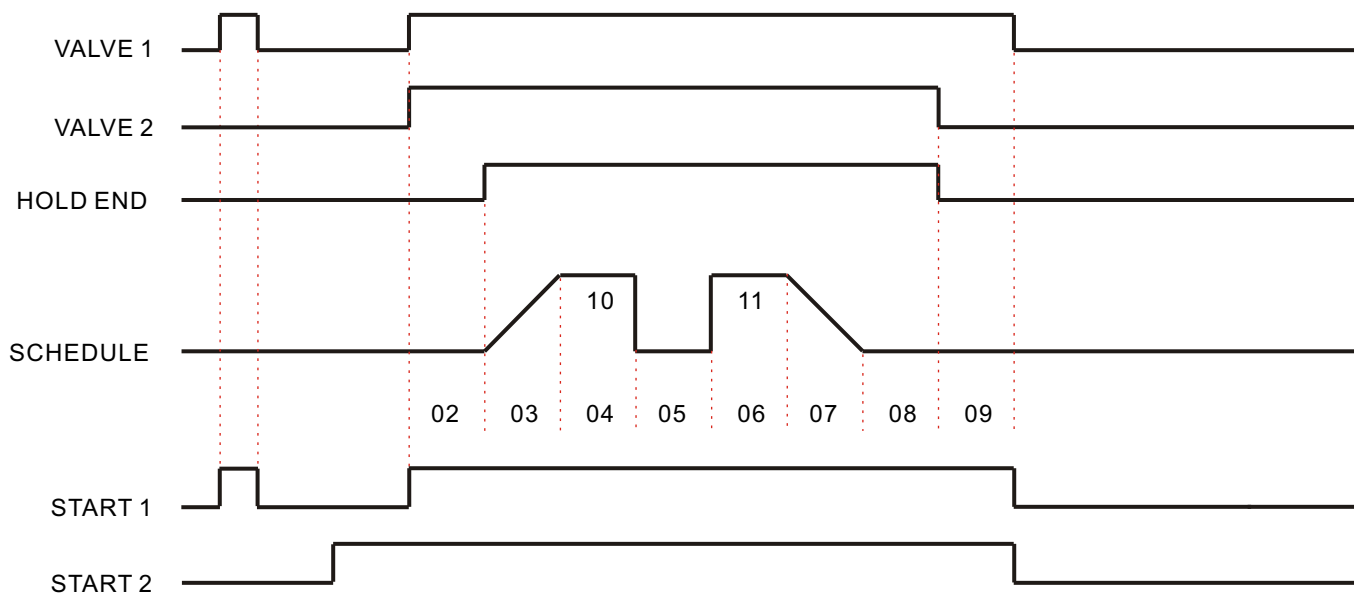 VALVE 1
VALVE 2
HOLD END
10 11
SCHEDULE
02 03 04 05 06 07 08 09
START 1
START 2